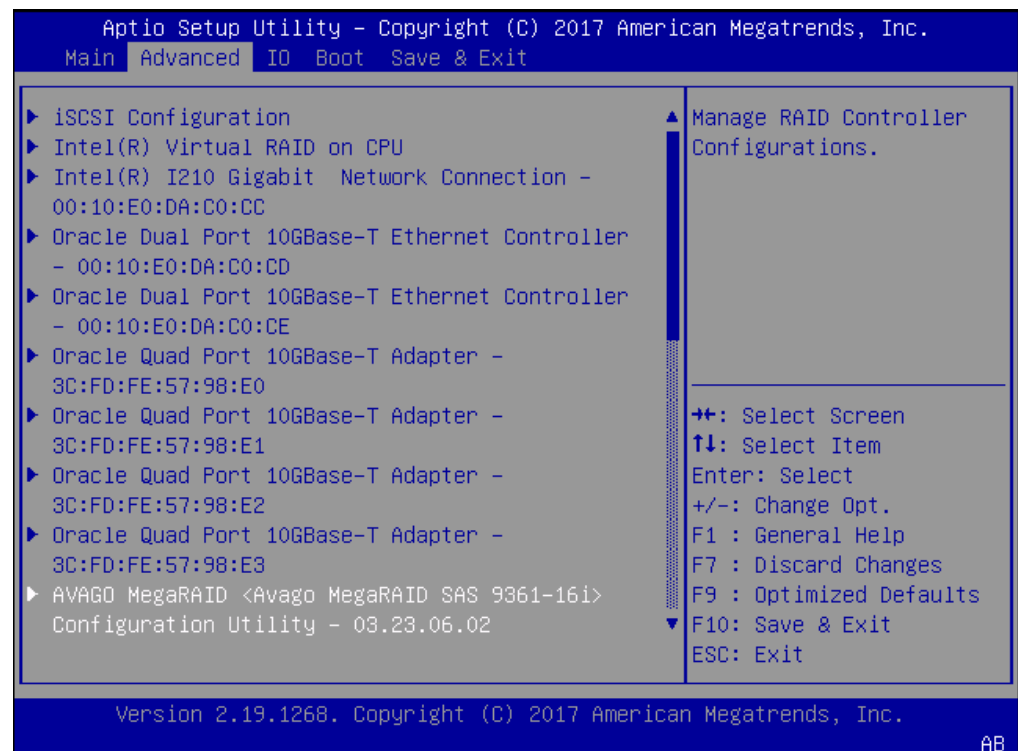 Aptio Setup Utility – Copyright (C) 2017 American Megatrends, Inc.
Main Advanced IO Boot Save & Exit
▶ iSCSI Configuration
▶ Intel(R) Virtual RAID on CPU
▶ Intel(R) I210 Gigabit  Network Connection –
00:10:E0:DA:C0:CC
▶ Oracle Dual Port 10GBase–T Ethernet Controller
– 00:10:E0:DA:C0:CD
▶ Oracle Dual Port 10GBase–T Ethernet Controller
– 00:10:E0:DA:C0:CE
▶ Oracle Quad Port 10GBase–T Adapter –
3C:FD:FE:57:98:E0
▶ Oracle Quad Port 10GBase–T Adapter –
3C:FD:FE:57:98:E1
▶ Oracle Quad Port 10GBase–T Adapter –
3C:FD:FE:57:98:E2
▶ Oracle Quad Port 10GBase–T Adapter –
3C:FD:FE:57:98:E3
▶ AVAGO MegaRAID <Avago MegaRAID SAS 9361–16i>
Configuration Utility – 03.23.06.02
Manage RAID Controller
Configurations.
→←: Select Screen
↑↓: Select Item
Enter: Select
+/–: Change Opt.
F1 : General Help
F7 : Discard Changes
F9 : Optimized Defaults
F10: Save & Exit
ESC: Exit
Version 2.19.1268. Copyright (C) 2017 American Megatrends, Inc.
AB